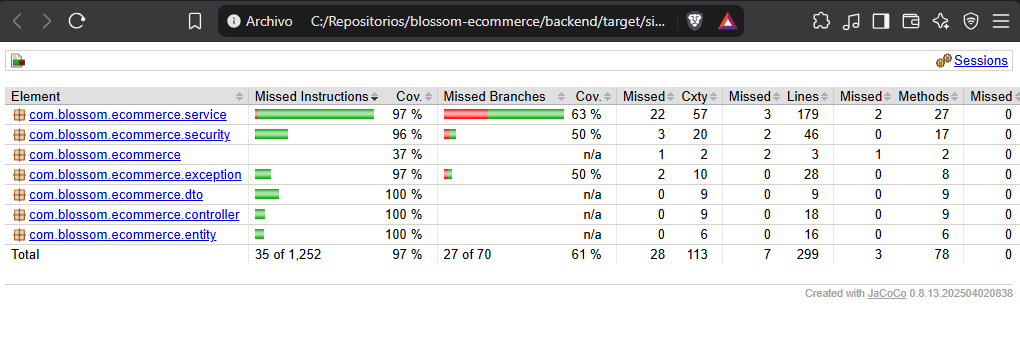 Archivo C:/Repositorios/blossom-ecommerce/backend/target/si...
Sessions
Element Missed Instructions Cov. Missed Branches Cov. Missed Cxty Missed Lines Missed Methods Missed
com.blossom.ecommerce.service 97 % 63 % 22 57 3 179 2 27 0
com.blossom.ecommerce.security 96 % 50 % 3 20 2 46 0 17 0
com.blossom.ecommerce 37 % n/a 1 2 2 3 1 2 0
com.blossom.ecommerce.exception 97 % 50 % 2 10 0 28 0 8 0
com.blossom.ecommerce.dto 100 % n/a 0 9 0 9 0 9 0
com.blossom.ecommerce.controller 100 % n/a 0 9 0 18 0 9 0
com.blossom.ecommerce.entity 100 % n/a 0 6 0 16 0 6 0
Total 35 of 1,252 97 % 27 of 70 61 % 28 113 7 299 3 78 0
Created with JaCoCo 0.8.13.202504020838